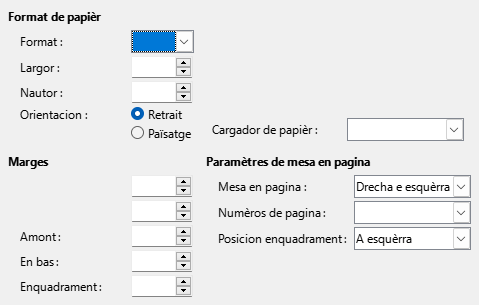 Format de papièr
Format :
Largor :
Nautor :
Orientacion :
Retrait
Païsatge
Cargador de papièr :
Marges
Paramètres de mesa en pagina
Mesa en pagina :
Drecha e esquèrra
Numèros de pagina :
Amont :
Posicion enquadrament :
A esquèrra
En bas :
Enquadrament :